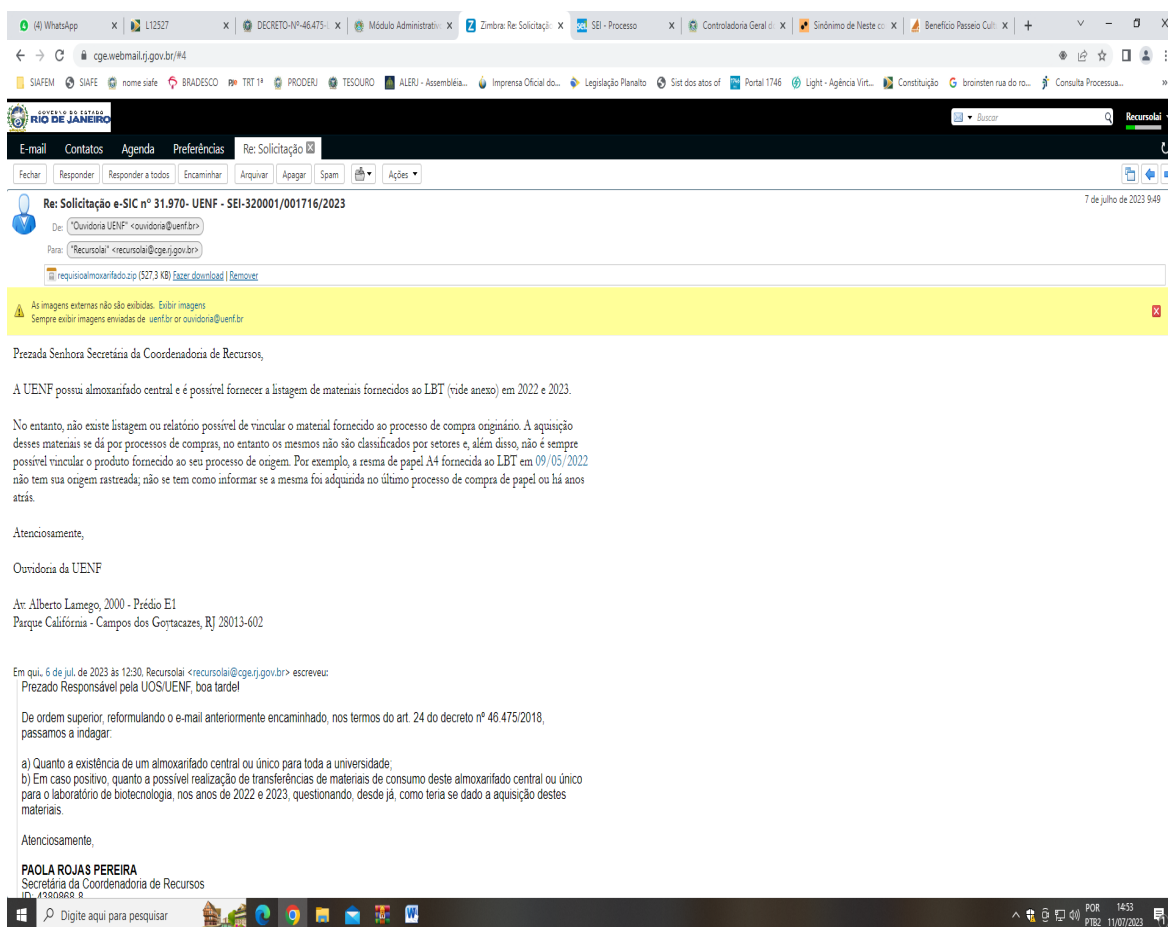 (4) WhatsApp
L12527
DECRETO-Nº-46.475-
Módulo Administrativo
Zimbra: Re: Solicitação
SEI - Processo
Controladoria Geral d
Sinônimo de Neste co
Benefício Passeio Cult
cge.webmail.rj.gov.br/#4
SIAFEM SIAFE nome siafe BRADESCO TRT 1ª PRODERJ TESOURO ALERJ - Assembléia... Imprensa Oficial do... Legislação Planalto Sist dos atos of Portal 1746 Light - Agência Virt... Constituição broinsten rua do ro... Consulta Processua... »
GOVERNO DO ESTADO
RIO DE JANEIRO
Buscar
Recursolai
E-mail Contatos Agenda Preferências Re: Solicitação
Fechar Responder Responder a todos Encaminhar Arquivar Apagar Spam Ações
Re: Solicitação e-SIC nº 31.970- UENF - SEI-320001/001716/2023
7 de julho de 2023 9:49
De: "Ouvidoria UENF" <ouvidoria@uenf.br>
Para: "Recursolai" <recursolai@cge.rj.gov.br>
requisioalmoxarifado.zip (527,3 KB) Fazer download | Remover
As imagens externas não são exibidas. Exibir imagens
Sempre exibir imagens enviadas de uenf.br or ouvidoria@uenf.br
Prezada Senhora Secretária da Coordenadoria de Recursos,
A UENF possui almoxarifado central e é possível fornecer a listagem de materiais fornecidos ao LBT (vide anexo) em 2022 e 2023.
No entanto, não existe listagem ou relatório possível de vincular o material fornecido ao processo de compra originário. A aquisição
desses materiais se dá por processos de compras, no entanto os mesmos não são classificados por setores e, além disso, não é sempre
possível vincular o produto fornecido ao seu processo de origem. Por exemplo, a resma de papel A4 fornecida ao LBT em 09/05/2022
não tem sua origem rastreada; não se tem como informar se a mesma foi adquirida no último processo de compra de papel ou há anos
atrás.
Atenciosamente,
Ouvidoria da UENF
Av. Alberto Lamego, 2000 - Prédio E1
Parque Califórnia - Campos dos Goytacazes, RJ 28013-602
Em qui., 6 de jul. de 2023 às 12:30, Recursolai <recursolai@cge.rj.gov.br> escreveu:
Prezado Responsável pela UOS/UENF, boa tarde!
De ordem superior, reformulando o e-mail anteriormente encaminhado, nos termos do art. 24 do decreto nº 46.475/2018,
passamos a indagar:
a) Quanto a existência de um almoxarifado central ou único para toda a universidade;
b) Em caso positivo, quanto a possível realização de transferências de materiais de consumo deste almoxarifado central ou único
para o laboratório de biotecnologia, nos anos de 2022 e 2023, questionando, desde já, como teria se dado a aquisição destes
materiais.
Atenciosamente,
PAOLA ROJAS PEREIRA
Secretária da Coordenadoria de Recursos
ID: 4389868-8
Digite aqui para pesquisar
POR
PTB2
14:53
11/07/2023